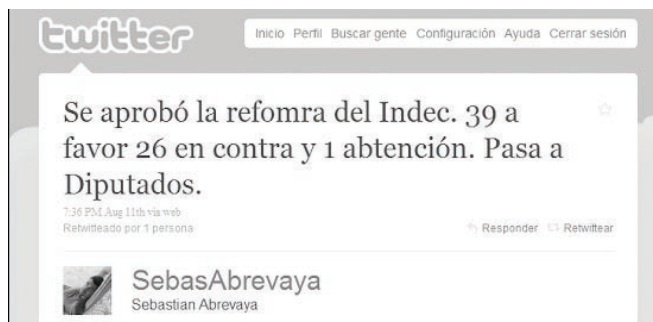 twitter
Inicio Perfil Buscar gente Configuración Ayuda Cerrar sesión
Se aprobó la refomra del Indec. 39 a
favor 26 en contra y 1 abtención. Pasa a
Diputados.
7:36 PM Aug 11th via web
Retwitteado por 1 persona
Responder Retwittear
SebasAbrevaya
Sebastian Abrevaya